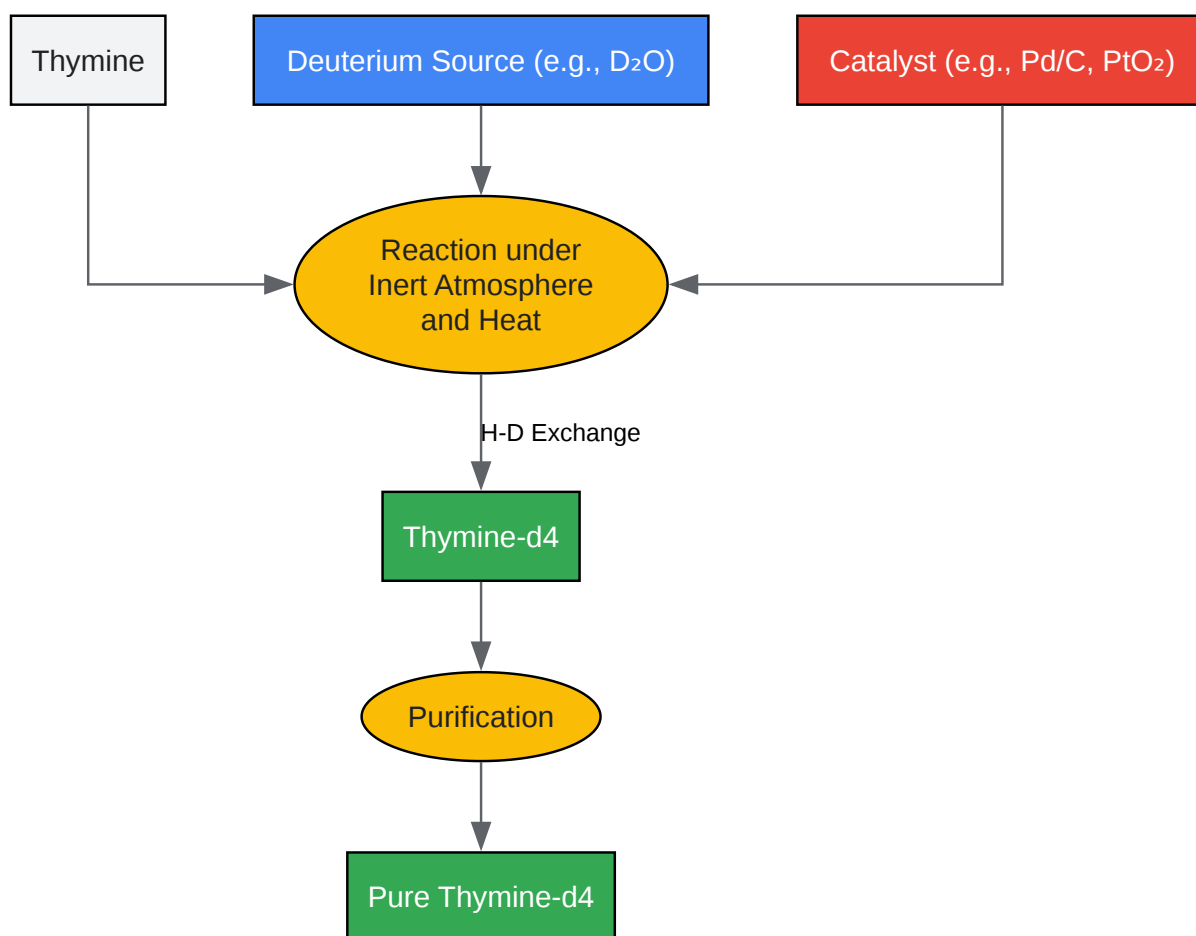 Thymine
Deuterium Source (e.g., D₂O)
Catalyst (e.g., Pd/C, PtO₂)
Reaction under
Inert Atmosphere
and Heat
H-D Exchange
Thymine-d4
Purification
Pure Thymine-d4